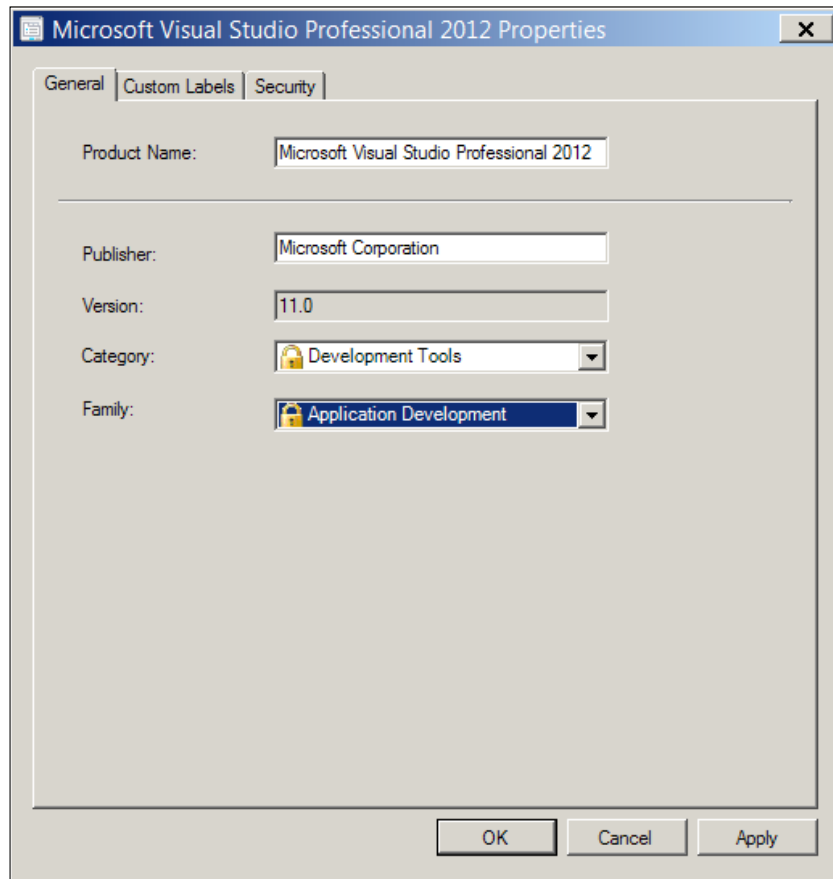 Microsoft Visual Studio Professional 2012 Properties
General Custom Labels Security
Product Name: Microsoft Visual Studio Professional 2012
Publisher: Microsoft Corporation
Version: 11.0
Category: Development Tools
Family: Application Development
OK Cancel Apply